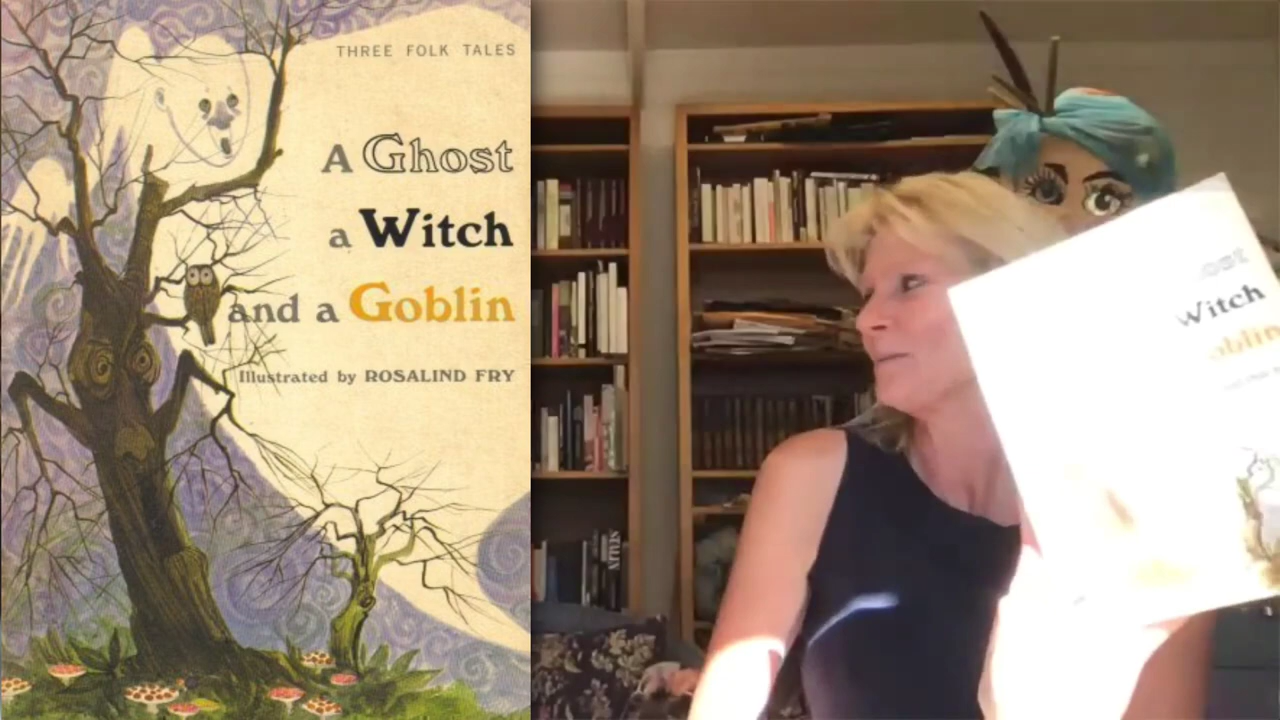 THREE FOLK TALES
A Ghost
a Witch
and a Goblin
Illustrated by ROSALIND FRY
Witch